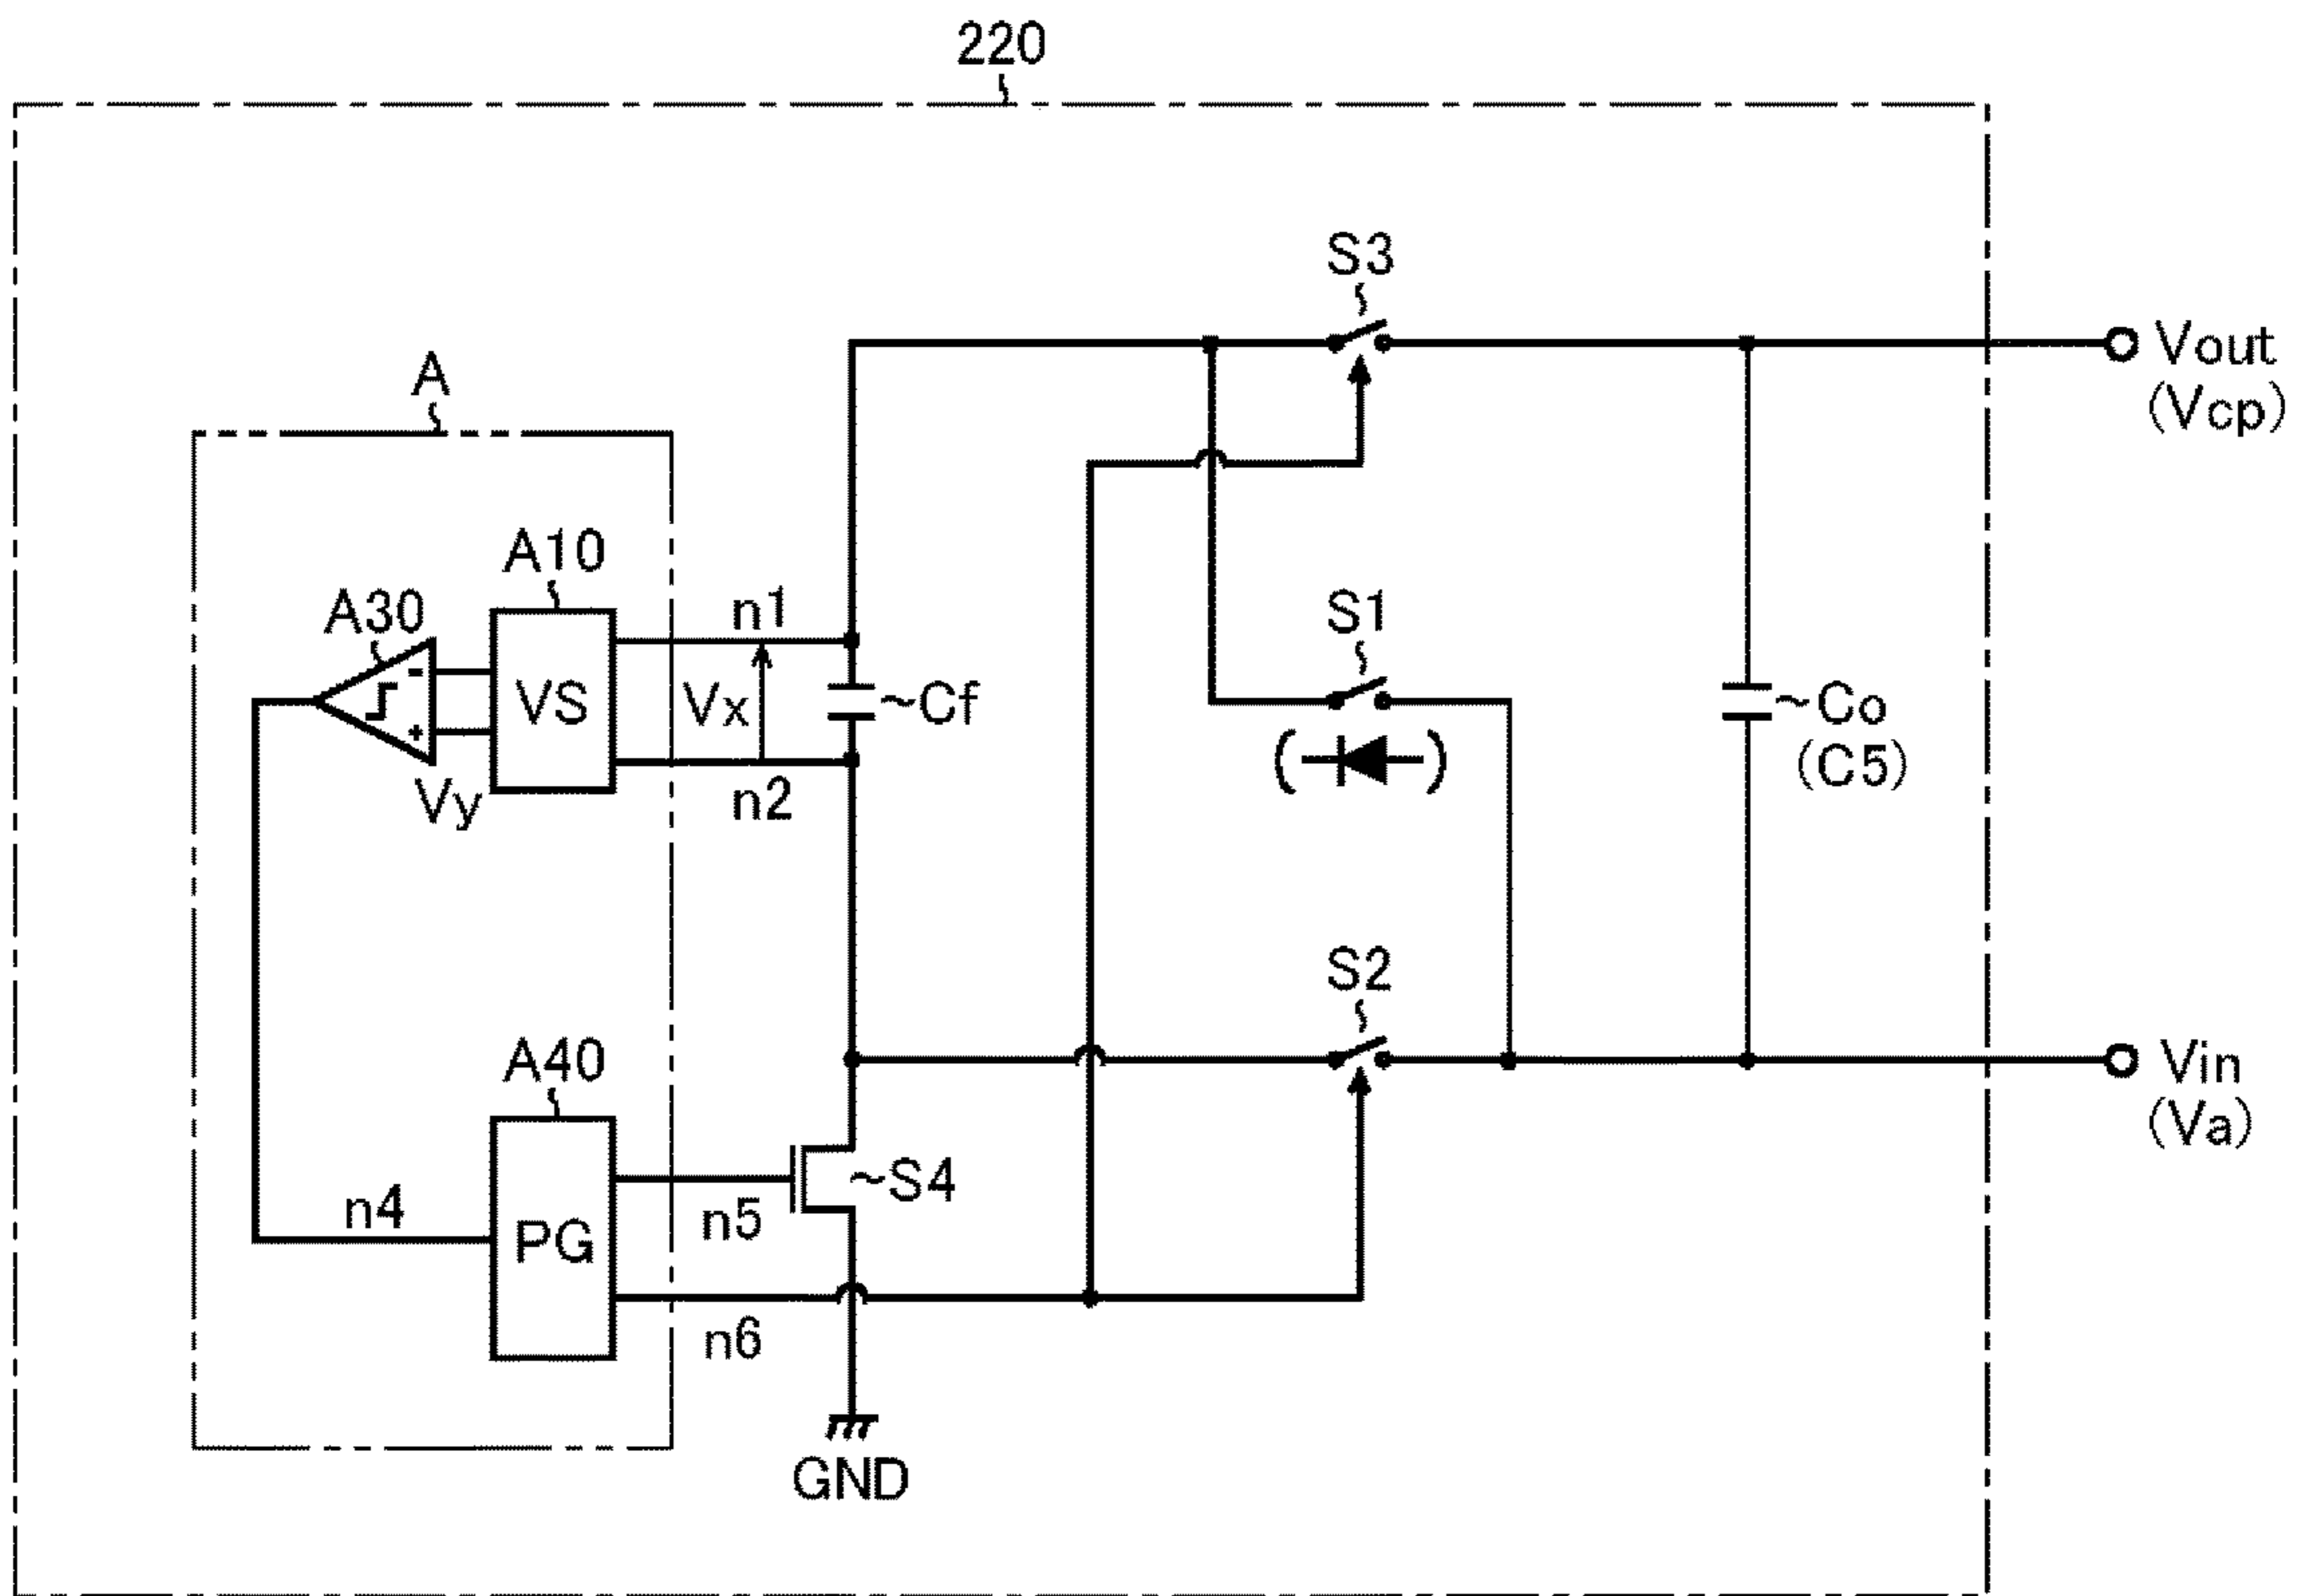 220
S3
Vout
(Vcp)
A
A10
A30
n1
S1
-
VS
Vx
~Cf
~Co
(C5)
+
Vy
n2
( )
S2
A40
Vin
(Va)
n4
PG
n5
~S4
n6
GND